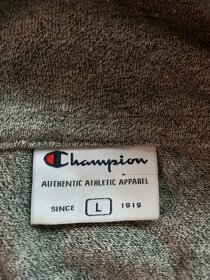 Champion
AUTHENTIC ATHLETIC APPAREL
SINCE L 1919